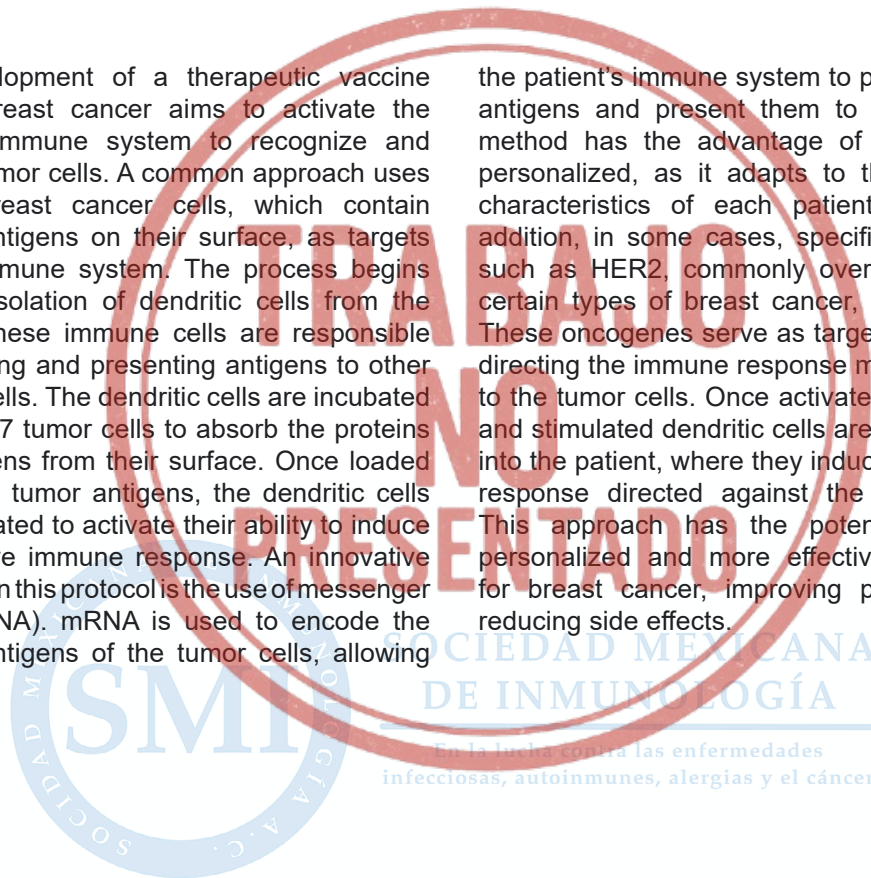 lopment of a therapeutic vaccine
reast cancer aims to activate the
mmune system to recognize and
mor cells. A common approach uses
reast cancer cells, which contain
ntigens on their surface, as targets
mune system. The process begins
solation of dendritic cells from the
hese immune cells are responsible
ng and presenting antigens to other
ells. The dendritic cells are incubated
7 tumor cells to absorb the proteins
ens from their surface. Once loaded
tumor antigens, the dendritic cells
ated to activate their ability to induce
ve immune response. An innovative
n this protocol is the use of messenger
NA). mRNA is used to encode the
ntigens of the tumor cells, allowing
the patient's immune system to p
antigens and present them to
method has the advantage of
personalized, as it adapts to th
characteristics of each patient
addition, in some cases, specifi
such as HER2, commonly over
certain types of breast cancer,
These oncogenes serve as targe
directing the immune response m
to the tumor cells. Once activate
and stimulated dendritic cells are
into the patient, where they induc
response directed against the
This approach has the poten
personalized and more effectiv
for breast cancer, improving p
reducing side effects.
TRABAJO
NO
PRESENTADO
SMI
SOCIEDAD MEXICANA
DE INMUNOLOGÍA
En la lucha contra las enfermedades
infecciosas, autoinmunes, alergias y el cáncer